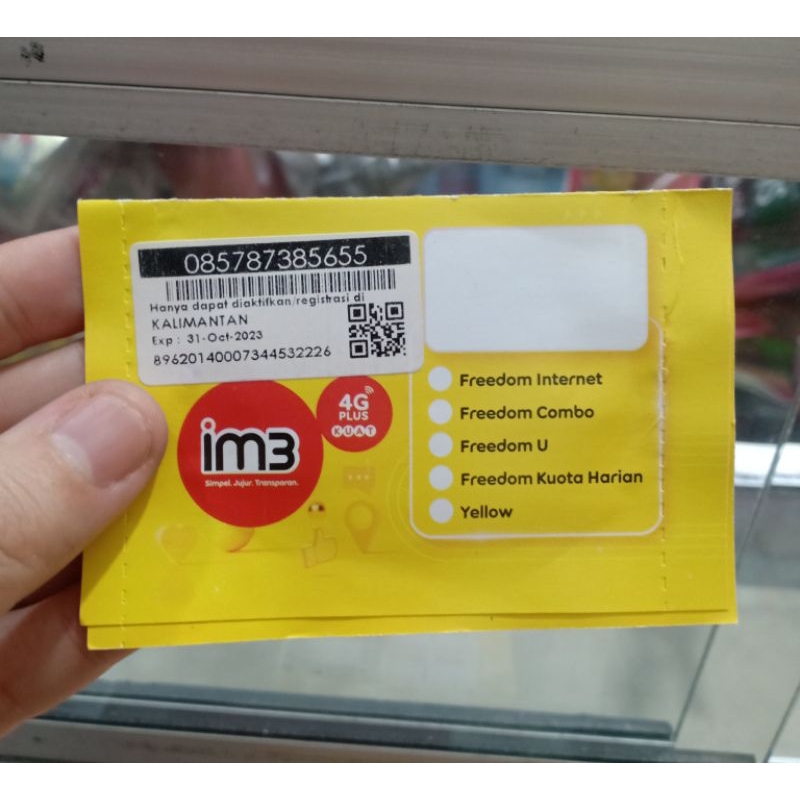 085787385655
Hanya dapat diaktifkan/registrasi di
KALIMANTAN
Exp : 31-Oct-2023
89620140007344532226
im3
Simpel. Jujur. Transparan.
4G
PLUS
KUAT
Freedom Internet
Freedom Combo
Freedom U
Freedom Kuota Harian
Yellow